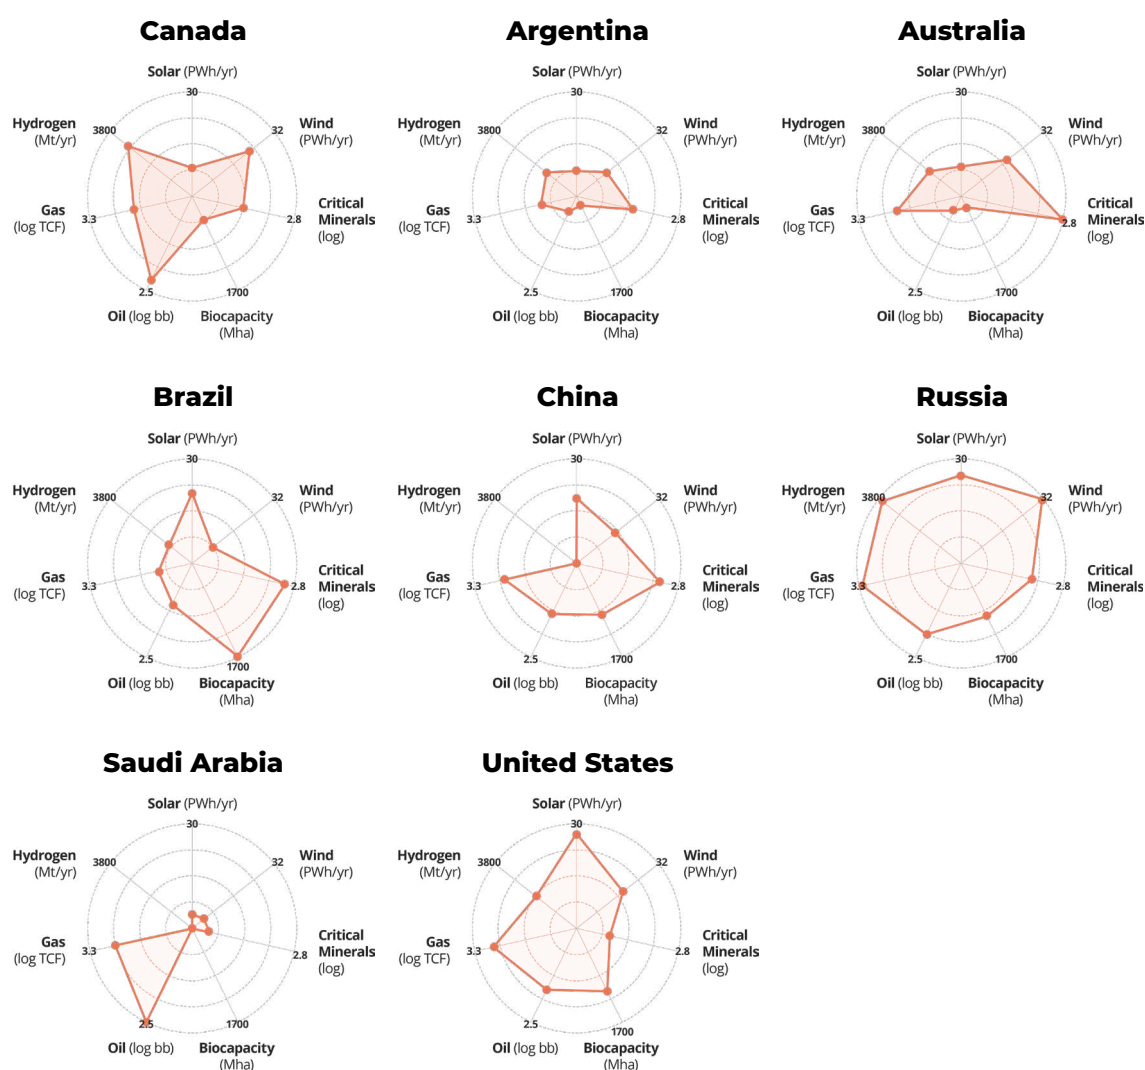 Canada
Solar (PWh/yr)
30
Hydrogen
(Mt/yr)
3800
32
Wind
(PWh/yr)
Gas
(log TCF)
3.3
2.8
Critical
Minerals
(log)
2.5
1700
Oil (log bb)
Biocapacity
(Mha)
Argentina
Solar (PWh/yr)
30
Hydrogen
(Mt/yr)
3800
32
Wind
(PWh/yr)
Gas
(log TCF)
3.3
2.8
Critical
Minerals
(log)
2.5
1700
Oil (log bb)
Biocapacity
(Mha)
Australia
Solar (PWh/yr)
30
Hydrogen
(Mt/yr)
3800
32
Wind
(PWh/yr)
Gas
(log TCF)
3.3
2.8
Critical
Minerals
(log)
2.5
1700
Oil (log bb)
Biocapacity
(Mha)
Brazil
Solar (PWh/yr)
30
Hydrogen
(Mt/yr)
3800
32
Wind
(PWh/yr)
Gas
(log TCF)
3.3
2.8
Critical
Minerals
(log)
2.5
1700
Oil (log bb)
Biocapacity
(Mha)
China
Solar (PWh/yr)
30
Hydrogen
(Mt/yr)
3800
32
Wind
(PWh/yr)
Gas
(log TCF)
3.3
2.8
Critical
Minerals
(log)
2.5
1700
Oil (log bb)
Biocapacity
(Mha)
Russia
Solar (PWh/yr)
30
Hydrogen
(Mt/yr)
3800
32
Wind
(PWh/yr)
Gas
(log TCF)
3.3
2.8
Critical
Minerals
(log)
2.5
1700
Oil (log bb)
Biocapacity
(Mha)
Saudi Arabia
Solar (PWh/yr)
30
Hydrogen
(Mt/yr)
3800
32
Wind
(PWh/yr)
Gas
(log TCF)
3.3
2.8
Critical
Minerals
(log)
2.5
1700
Oil (log bb)
Biocapacity
(Mha)
United States
Solar (PWh/yr)
30
Hydrogen
(Mt/yr)
3800
32
Wind
(PWh/yr)
Gas
(log TCF)
3.3
2.8
Critical
Minerals
(log)
2.5
1700
Oil (log bb)
Biocapacity
(Mha)